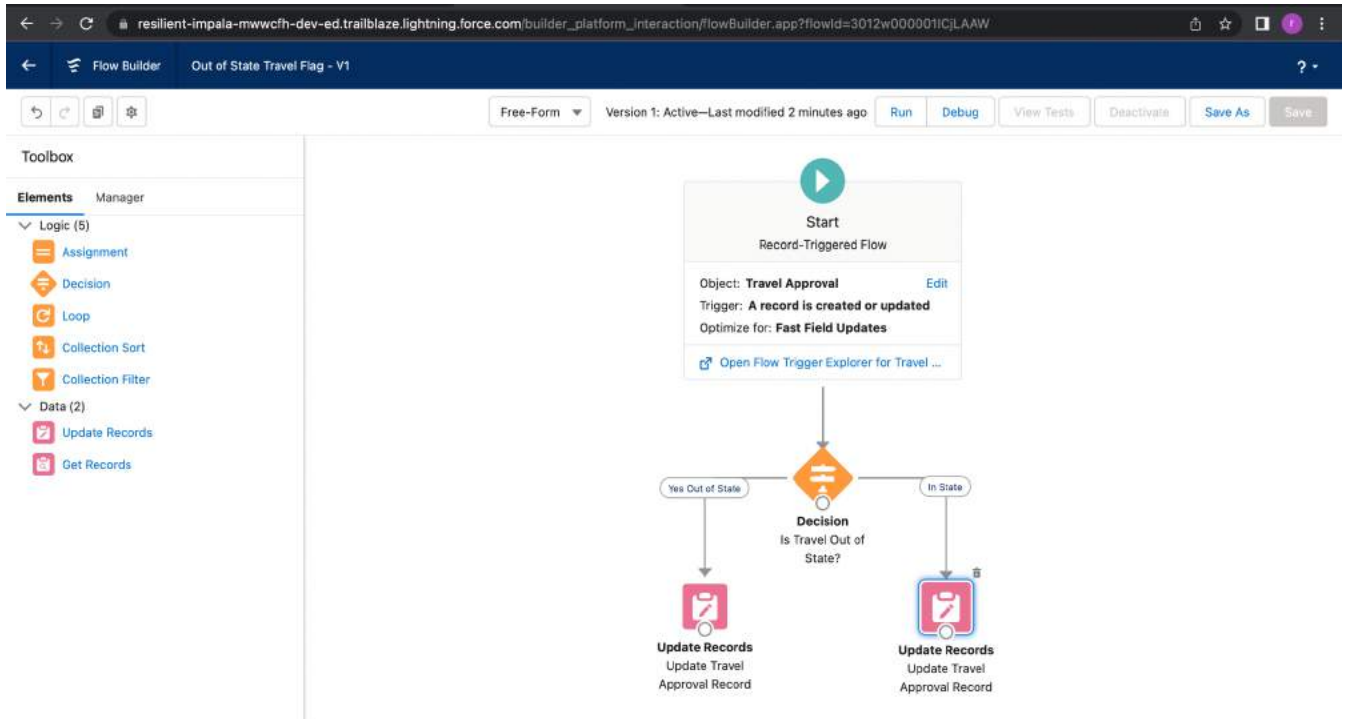 resilient-impala-mwwcfh-dev-ed.trailblaze.lightning.force.com/builder_platform_interaction/flowBuilder.app?flowId=3012w000001ICjLAAW
r
Flow Builder Out of State Travel Flag - V1 ?
Free-Form Version 1: Active—Last modified 2 minutes ago Run Debug View Tests Deactivate Save As Save
Toolbox
Elements Manager
Logic (5)
Assignment
Decision
Loop
Collection Sort
Collection Filter
Data (2)
Update Records
Get Records
Start
Record-Triggered Flow
Object: Travel Approval Edit
Trigger: A record is created or updated
Optimize for: Fast Field Updates
Open Flow Trigger Explorer for Travel ...
Yes Out of State
In State
Decision
Is Travel Out of
State?
Update Records
Update Travel
Approval Record
Update Records
Update Travel
Approval Record